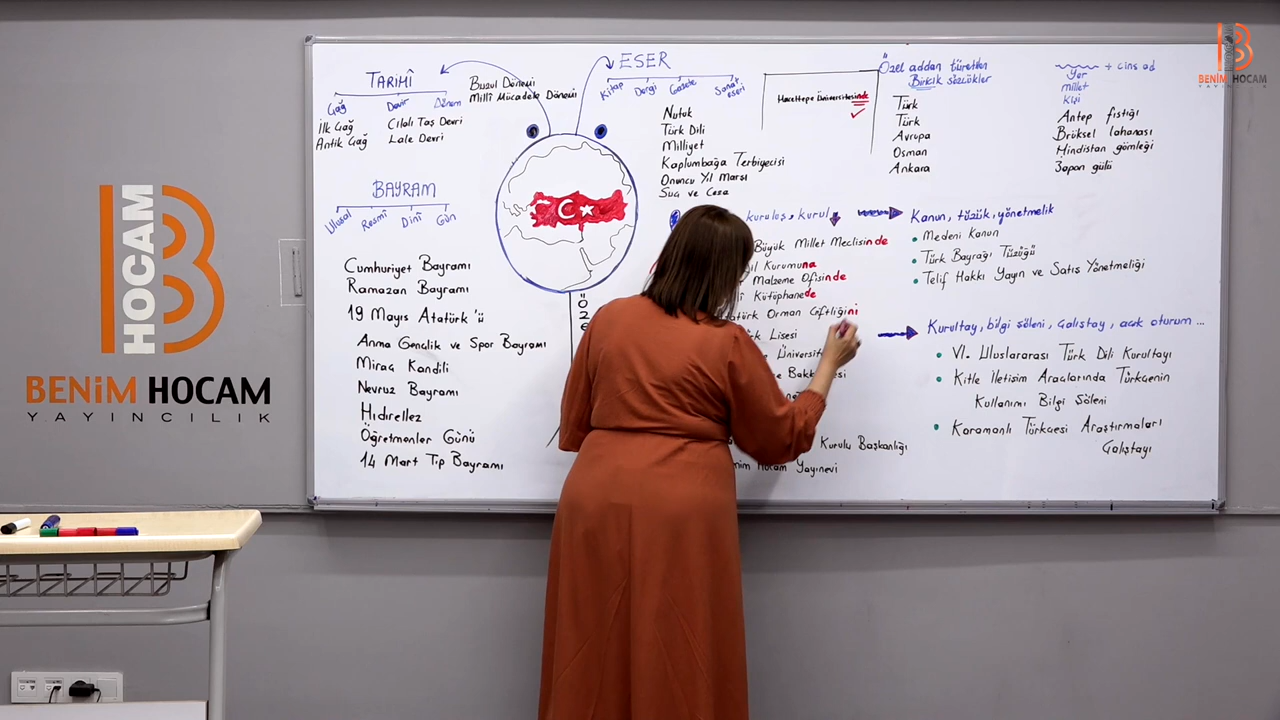 BENİM
HOCAM
YAYINCILIK
HOCAM
BENİM HOCAM
YAYINCILIK
TARİHÎ
Çağ
Devir
Dönem
İlk Çağ
Antik Çağ
Cilalı Taş Devri
Lale Devri
Buzul Dönemi
Millî Mücadele Dönemi
ESER
Kitap
Dergi
Gazete
Sanat
eseri
Nutuk
Türk Dili
Milliyet
Kaplumbağa Terbiyecisi
Onuncu Yıl Marşı
Suç ve Ceza
Hacettepe Üniversitesinde
Özel addan türetilen
Biricik sözcükler
Türk
Türk
Avrupa
Osman
Ankara
+ cins ad
Yer
millet
Kişi
Antep fıstığı
Brüksel lahanası
Hindistan gömleği
Japon gülü
BAYRAM
Ulusal
Resmî
Dinî
Gün
Cumhuriyet Bayramı
Ramazan Bayramı
19 Mayıs Atatürk'ü
Anma Gençlik ve Spor Bayramı
Miraç Kandili
Nevruz Bayramı
Hıdırellez
Öğretmenler Günü
14 Mart Tıp Bayramı
kuruluş, kurul
Büyük Millet Meclisinde
Kurumuna
Malzeme Ofisinde
Kütüphanede
Orman Çiftliğini
Lisesi
Kurulu Başkanlığı
Hocam Yayınevi
Kanun, tüzük, yönetmelik
Medeni Kanun
Türk Bayrağı Tüzüğü
Telif Hakkı Yayın ve Satış Yönetmeliği
Kurultay, bilgi şöleni, çalıştay, açık oturum ...
VI. Uluslararası Türk Dili Kurultayı
Kitle İletişim Araçlarında Türkçenin
Kullanımı Bilgi Şöleni
Karamanlı Türkçesi Araştırmaları
Çalıştayı